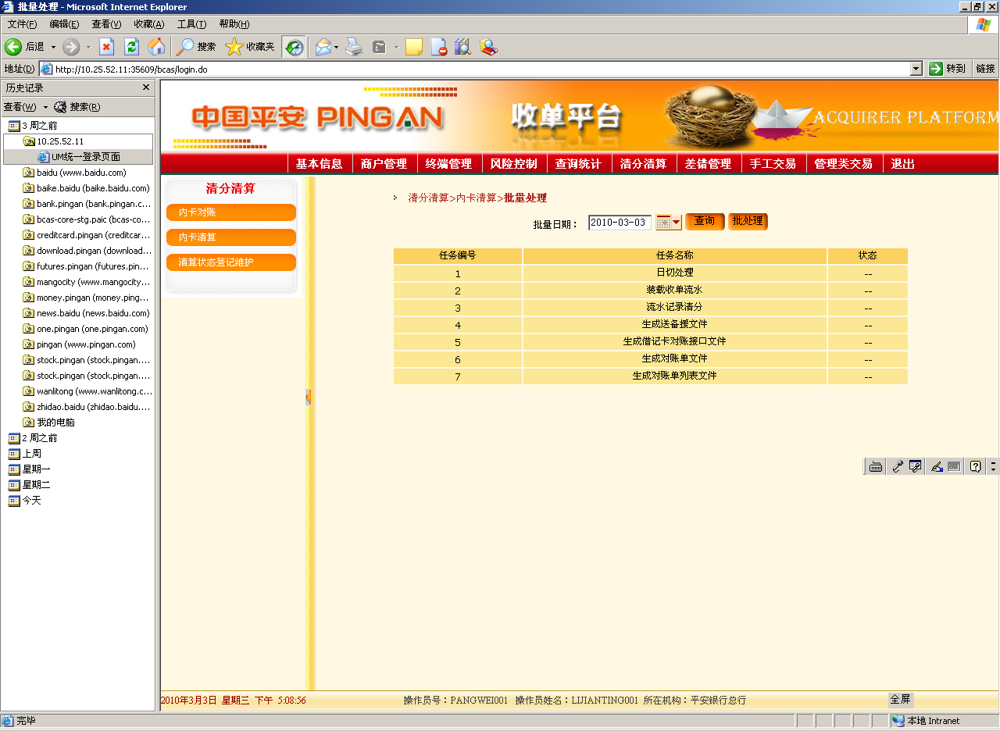 批量处理 - Microsoft Internet Explorer
文件(F) 编辑(E) 查看(V) 收藏(A) 工具(T) 帮助(H)
后退 搜索 收藏夹
地址(D) http://10.25.52.11:35609/bcas/login.do 转到 链接
历史记录
查看(W) 搜索(R)
3 周之前
10.25.52.11
UM统一登录页面
baidu (www.baidu.com)
baike.baidu (baike.baidu.com)
bank.pingan (bank.pingan.c...
bcas-core-stg.paic (bcas-co...
creditcard.pingan (creditcar...
download.pingan (download...
futures.pingan (futures.pin...
mangocity (www.mangocity...
money.pingan (money.ping...
news.baidu (news.baidu.com)
one.pingan (one.pingan.com)
pingan (www.pingan.com)
stock.pingan (stock.pingan....
stock.pingan (stock.pingan....
wanlitong (www.wanlitong.c...
zhidao.baidu (zhidao.baidu....
我的电脑
2 周之前
上周
星期一
星期二
今天
中国平安 PINGAN 收单平台 ACQUIRER PLATFORM
基本信息 商户管理 终端管理 风险控制 查询统计 清分清算 差错管理 手工交易 管理类交易 退出
清分清算
内卡对账
内卡清算
清算状态登记维护
清分清算>内卡清算>批量处理
批量日期： 2010-03-03 查询 批处理
任务编号 任务名称 状态
1 日切处理 --
2 装载收单流水 --
3 流水记录清分 --
4 生成送备援文件 --
5 生成借记卡对账接口文件 --
6 生成对账单文件 --
7 生成对账单列表文件 --
2010年3月3日 星期三 下午 5:08:56 操作员号：PANGWEI001 操作员姓名：LIJIANTING001 所在机构：平安银行总行 全屏
完毕 本地 Intranet